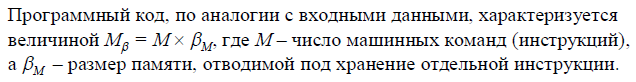 Программный код, по аналогии с входными данными, характеризуется
величиной Mβ = M × βM, где M – число машинных команд (инструкций),
а βM – размер памяти, отводимой под хранение отдельной инструкции.